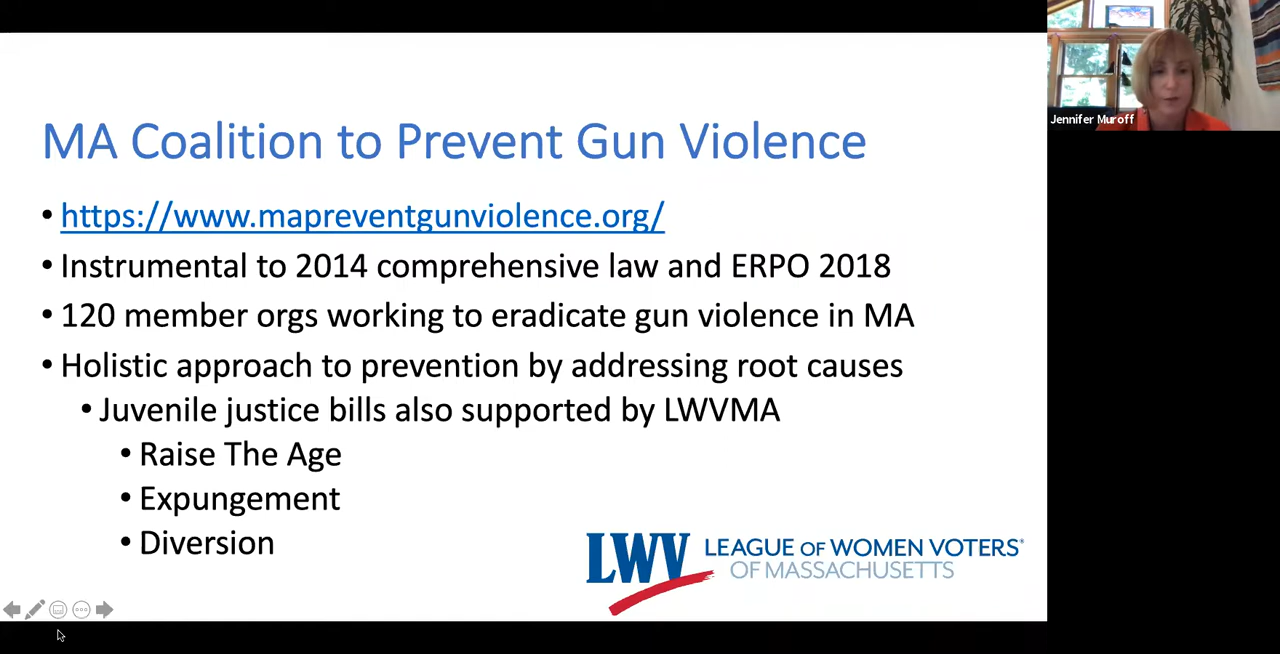 MA Coalition to Prevent Gun Violence
Jennifer Muroff
• https://www.mapreventgunviolence.org/
• Instrumental to 2014 comprehensive law and ERPO 2018
• 120 member orgs working to eradicate gun violence in MA
• Holistic approach to prevention by addressing root causes
• Juvenile justice bills also supported by LWVMA
• Raise The Age
• Expungement
• Diversion
LWV LEAGUE OF WOMEN VOTERS®
OF MASSACHUSETTS